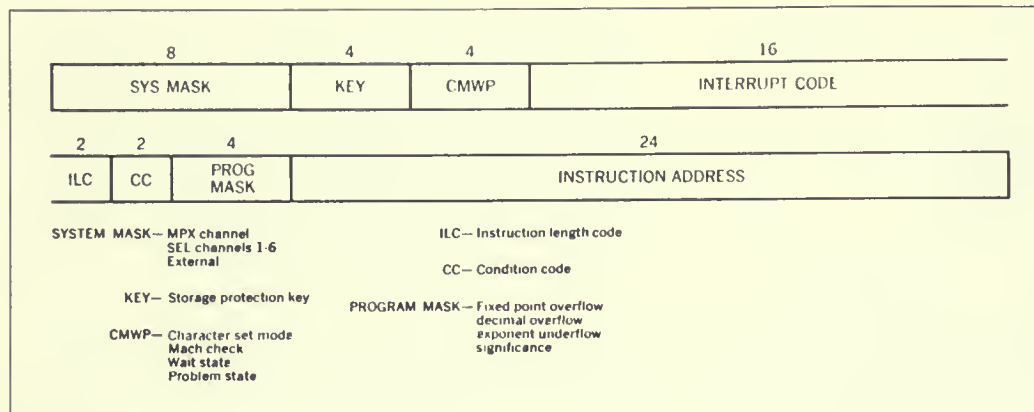 8 4 4 16
SYS MASK KEY CMWP INTERRUPT CODE
2 2 4 24
ILC CC PROG MASK INSTRUCTION ADDRESS
SYSTEM MASK— MPX channel
SEL channels 1-6
External
KEY— Storage protection key
CMWP— Character set mode
Mach check
Wait state
Problem state
ILC— Instruction length code
CC— Condition code
PROGRAM MASK— Fixed point overflow
decimal overflow
exponent underflow
significance